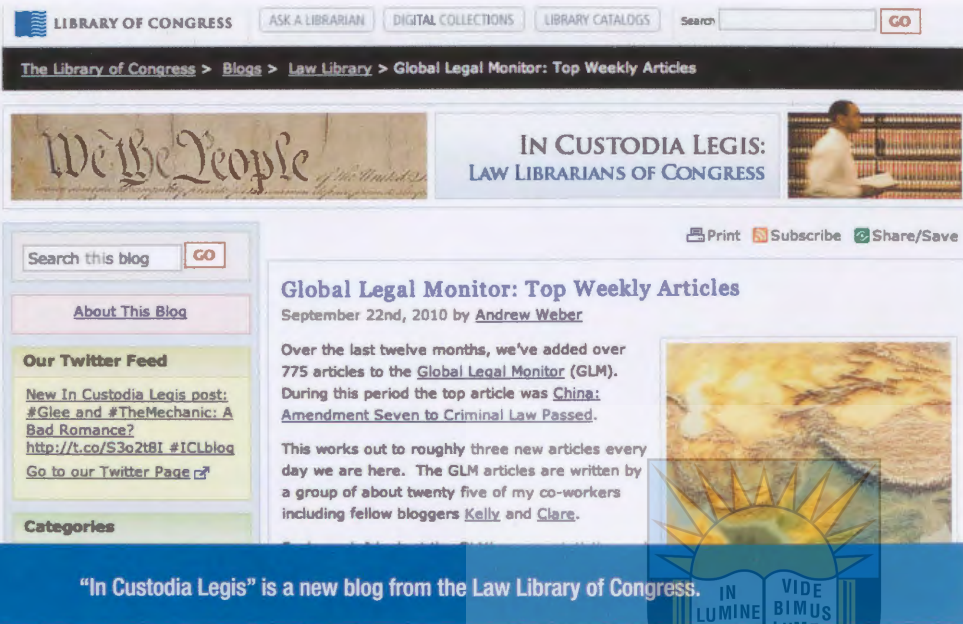 LIBRARY OF CONGRESS
ASK A LIBRARIAN
DIGITAL COLLECTIONS
LIBRARY CATALOGS
Search
GO
The Library of Congress > Blogs > Law Library > Global Legal Monitor: Top Weekly Articles
We the People
of the United
IN CUSTODIA LEGIS:
LAW LIBRARIANS OF CONGRESS
Print Subscribe Share/Save
Search this blog GO
About This Blog
Our Twitter Feed
New In Custodia Legis post:
#Glee and #TheMechanic: A
Bad Romance?
http://t.co/S3o2t8I #ICLblog
Go to our Twitter Page
Categories
Global Legal Monitor: Top Weekly Articles
September 22nd, 2010 by Andrew Weber
Over the last twelve months, we've added over
775 articles to the Global Legal Monitor (GLM).
During this period the top article was China:
Amendment Seven to Criminal Law Passed.
This works out to roughly three new articles every
day we are here. The GLM articles are written by
a group of about twenty five of my co-workers
including fellow bloggers Kelly and Clare.
"In Custodia Legis" is a new blog from the Law Library of Congress.
IN
LUMINE
VIDE
BIMUS